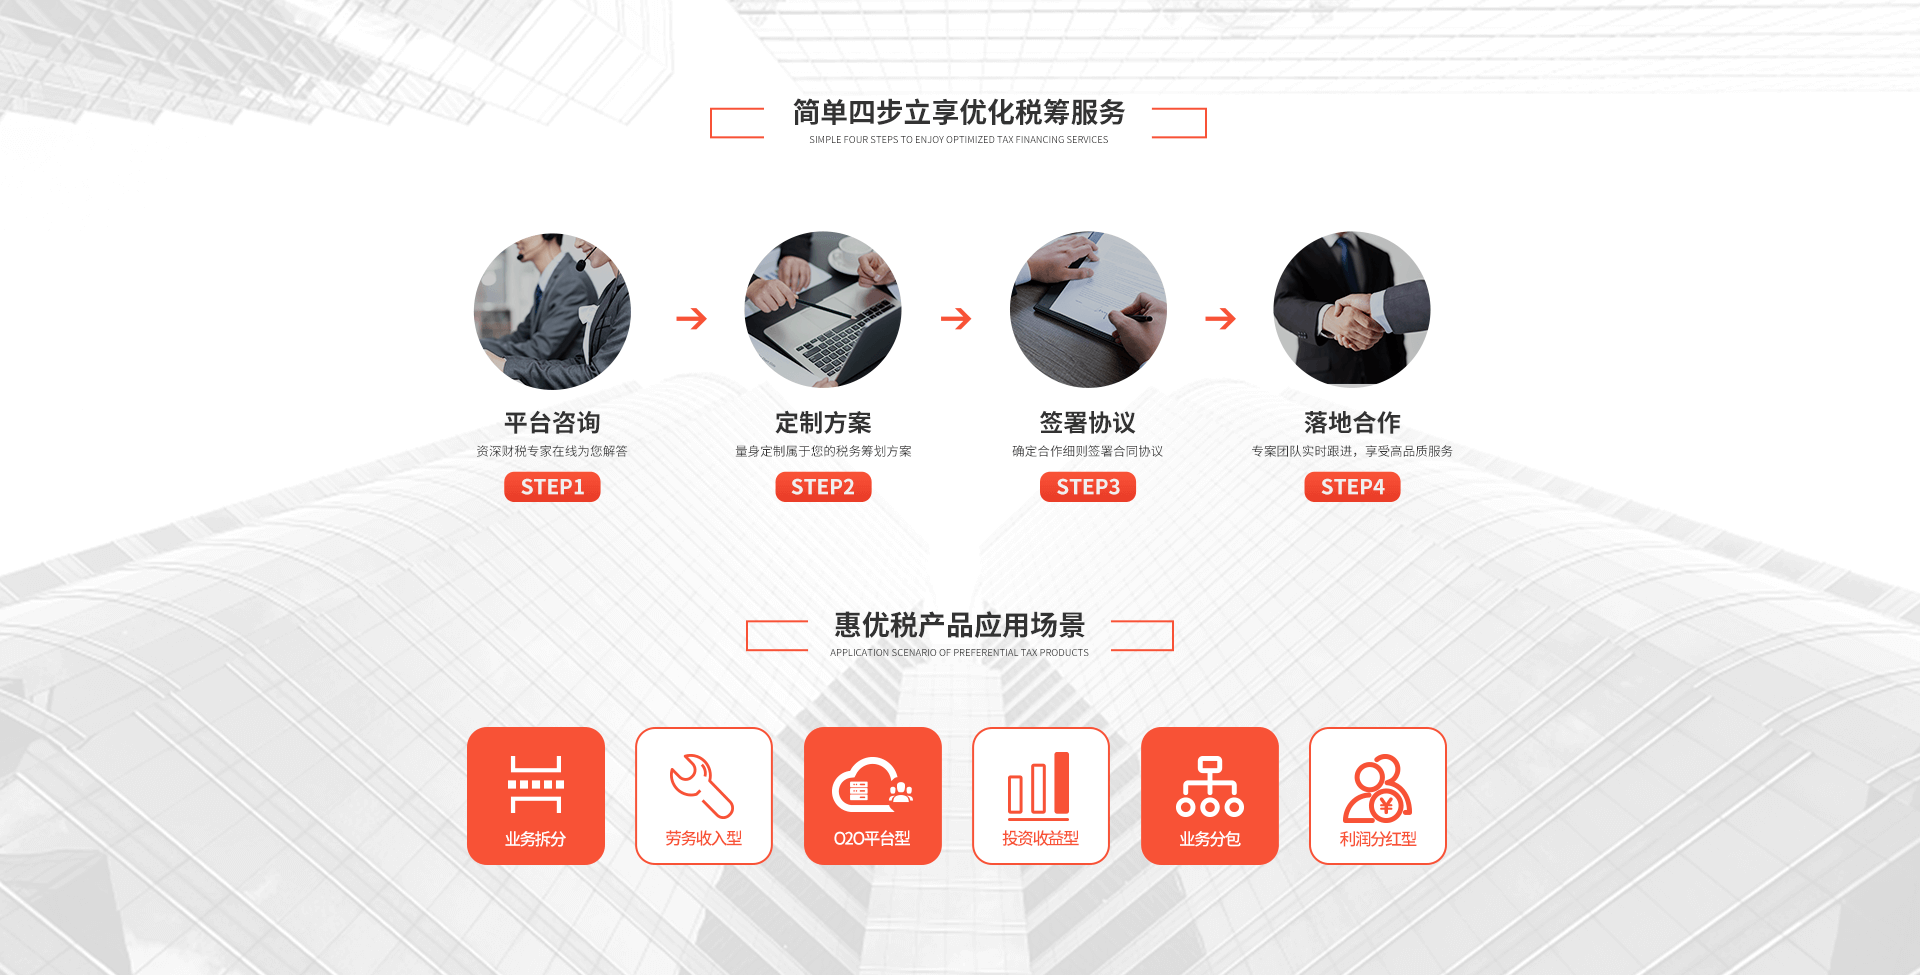 简单四步立享优化税筹服务
SIMPLE FOUR STEPS TO ENJOY OPTIMIZED TAX FINANCING SERVICES
平台咨询
资深财税专家在线为您解答
STEP1
定制方案
量身定制属于您的税务筹划方案
STEP2
签署协议
确定合作细则签署合同协议
STEP3
落地合作
专案团队实时跟进，享受高品质服务
STEP4
惠优税产品应用场景
APPLICATION SCENARIO OF PREFERENTIAL TAX PRODUCTS
业务拆分
劳务收入型
O2O平台型
投资收益型
业务分包
利润分红型